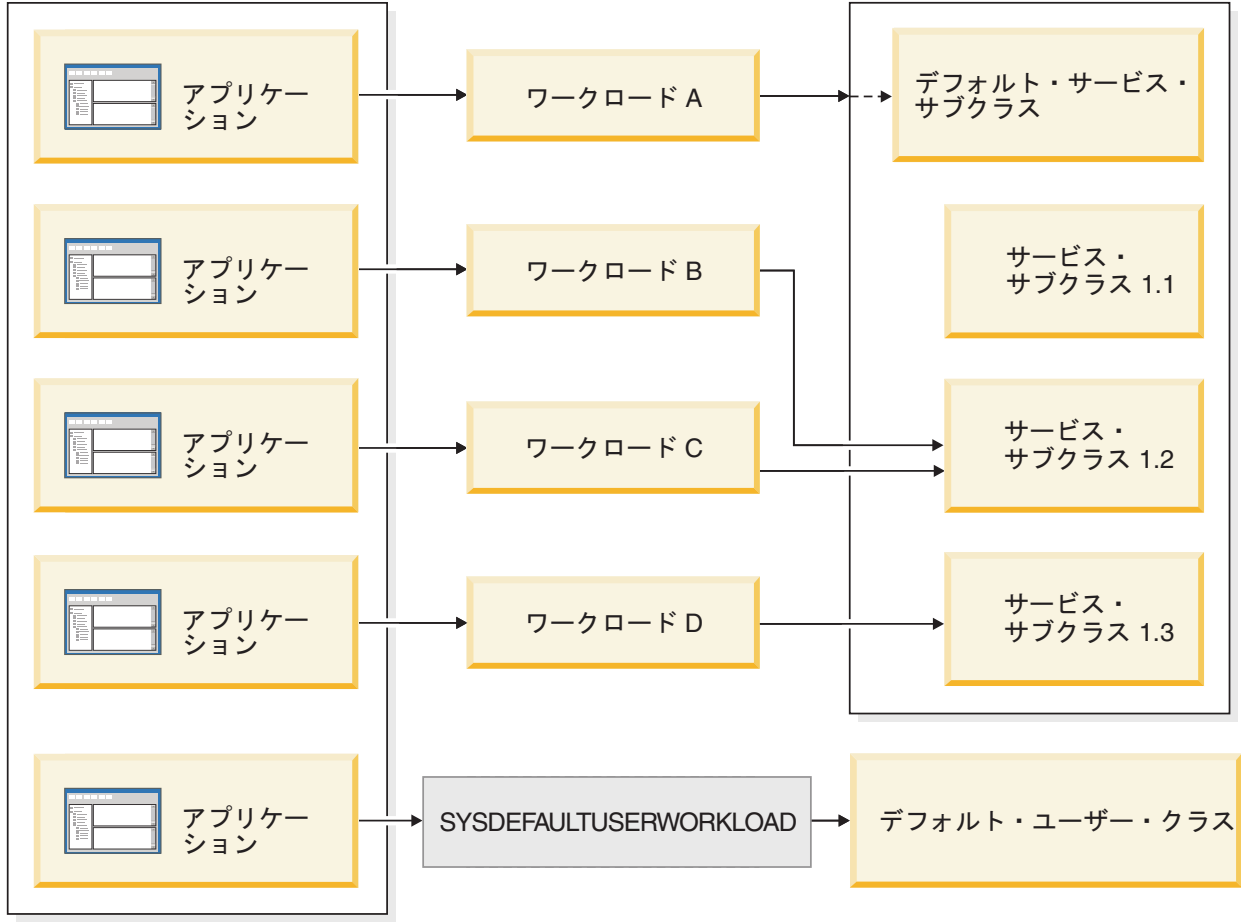 アプリケー
ション
ワークロード A
デフォルト・サービス・
サブクラス
アプリケー
ション
ワークロード B
サービス・
サブクラス 1.1
アプリケー
ション
ワークロード C
サービス・
サブクラス 1.2
アプリケー
ション
ワークロード D
サービス・
サブクラス 1.3
アプリケー
ション
SYSDEFAULTUSERWORKLOAD
デフォルト・ユーザー・クラス